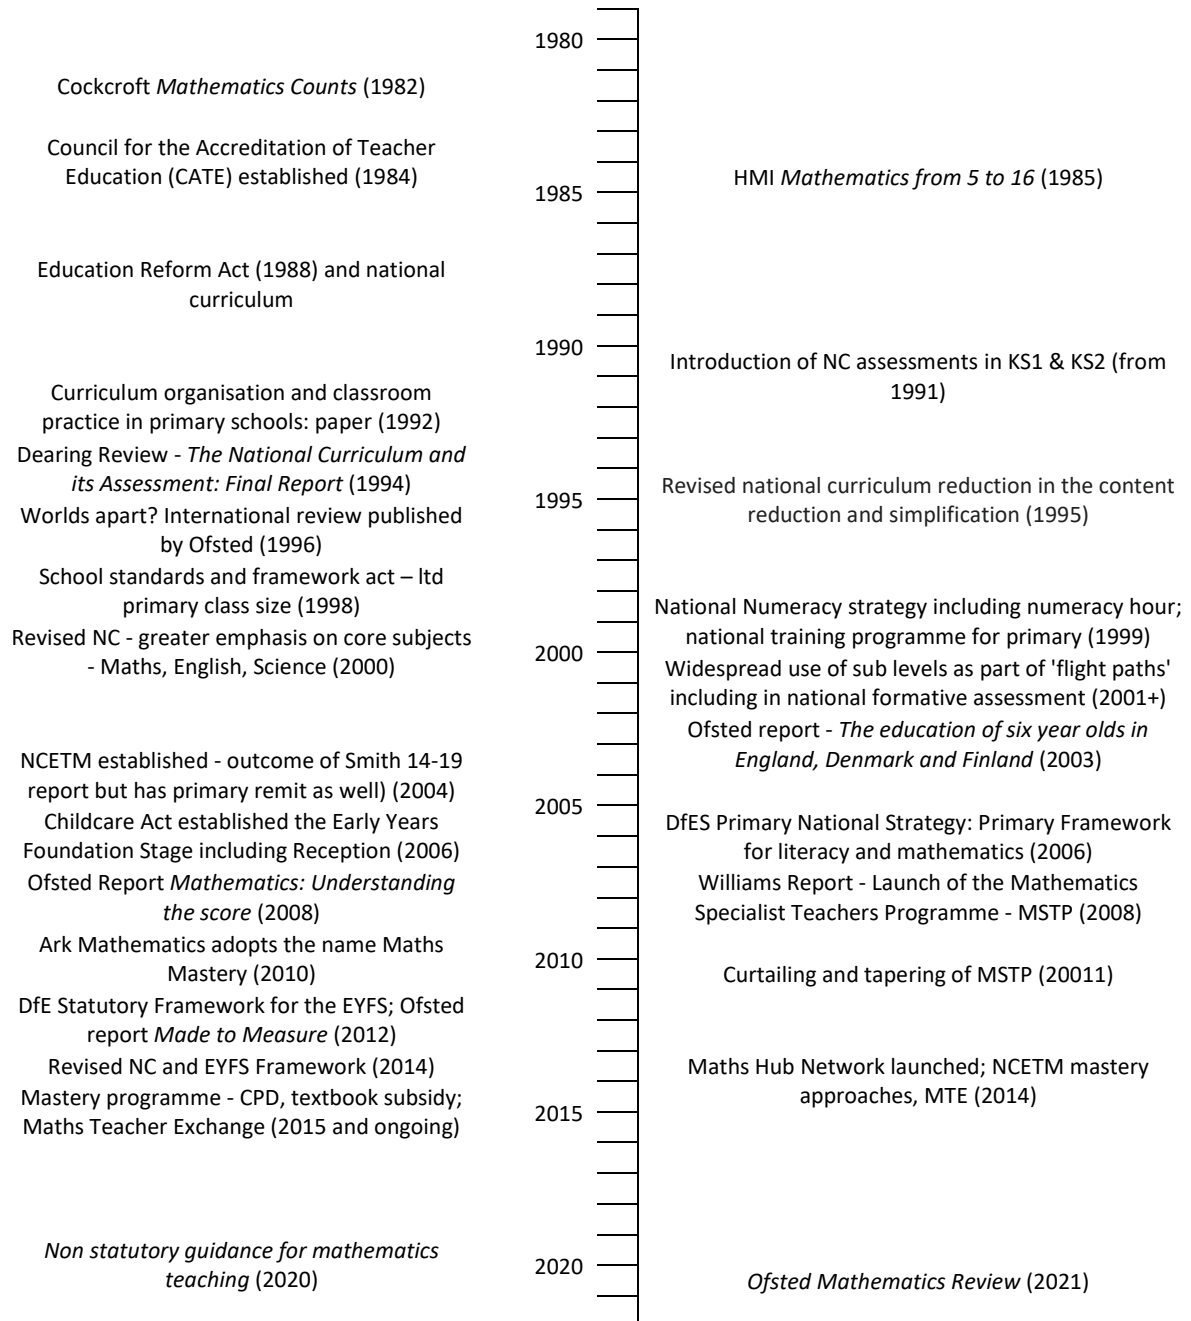 1980
Cockcroft Mathematics Counts (1982)
Council for the Accreditation of Teacher
Education (CATE) established (1984)
HMI Mathematics from 5 to 16 (1985)
1985
Education Reform Act (1988) and national
curriculum
1990
Introduction of NC assessments in KS1 & KS2 (from
1991)
Curriculum organisation and classroom
practice in primary schools: paper (1992)
Dearing Review - The National Curriculum and
its Assessment: Final Report (1994)
1995
Revised national curriculum reduction in the content
reduction and simplification (1995)
Worlds apart? International review published
by Ofsted (1996)
School standards and framework act – ltd
primary class size (1998)
National Numeracy strategy including numeracy hour;
national training programme for primary (1999)
Revised NC - greater emphasis on core subjects
- Maths, English, Science (2000)
2000
Widespread use of sub levels as part of 'flight paths'
including in national formative assessment (2001+)
Ofsted report - The education of six year olds in
England, Denmark and Finland (2003)
NCETM established - outcome of Smith 14-19
report but has primary remit as well) (2004)
2005
Childcare Act established the Early Years
Foundation Stage including Reception (2006)
DfES Primary National Strategy: Primary Framework
for literacy and mathematics (2006)
Ofsted Report Mathematics: Understanding
the score (2008)
Williams Report - Launch of the Mathematics
Specialist Teachers Programme - MSTP (2008)
Ark Mathematics adopts the name Maths
Mastery (2010)
2010
Curtailing and tapering of MSTP (20011)
DfE Statutory Framework for the EYFS; Ofsted
report Made to Measure (2012)
Revised NC and EYFS Framework (2014)
Maths Hub Network launched; NCETM mastery
approaches, MTE (2014)
Mastery programme - CPD, textbook subsidy;
Maths Teacher Exchange (2015 and ongoing)
2015
Non statutory guidance for mathematics
teaching (2020)
2020
Ofsted Mathematics Review (2021)